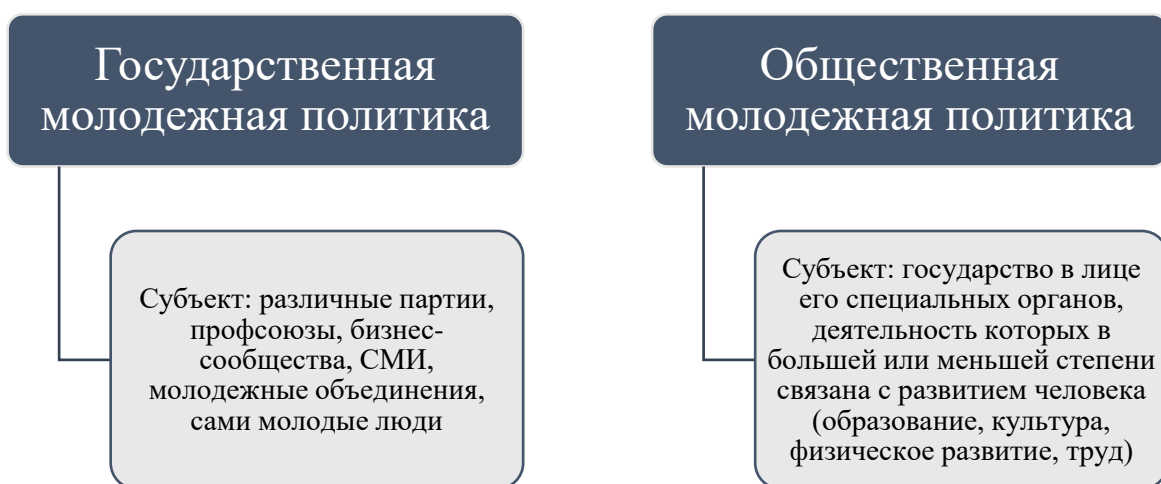 Государственная
молодежная политика
Субъект: различные партии,
профсоюзы, бизнес-
сообщества, СМИ,
молодежные объединения,
сами молодые люди
Общественная
молодежная политика
Субъект: государство в лице
его специальных органов,
деятельность которых в
большей или меньшей степени
связана с развитием человека
(образование, культура,
физическое развитие, труд)